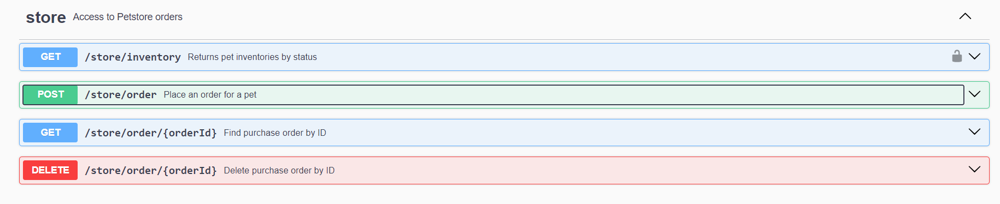 store Access to Petstore orders
GET /store/inventory Returns pet inventories by status
POST /store/order Place an order for a pet
GET /store/order/{orderId} Find purchase order by ID
DELETE /store/order/{orderId} Delete purchase order by ID